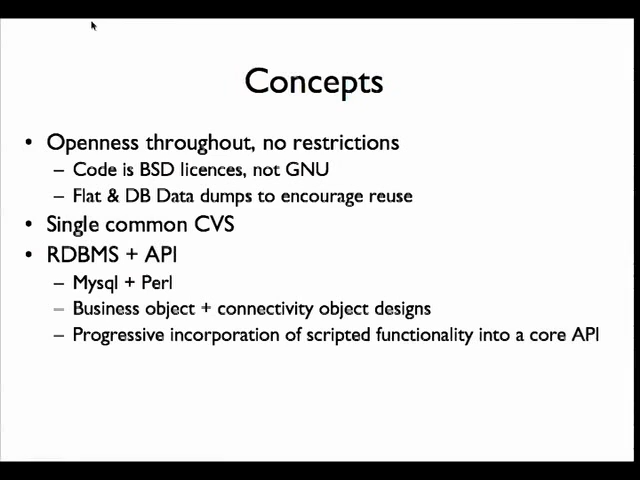 Concepts
• Openness throughout, no restrictions
– Code is BSD licences, not GNU
– Flat & DB Data dumps to encourage reuse
• Single common CVS
• RDBMS + API
– Mysql + Perl
– Business object + connectivity object designs
– Progressive incorporation of scripted functionality into a core API